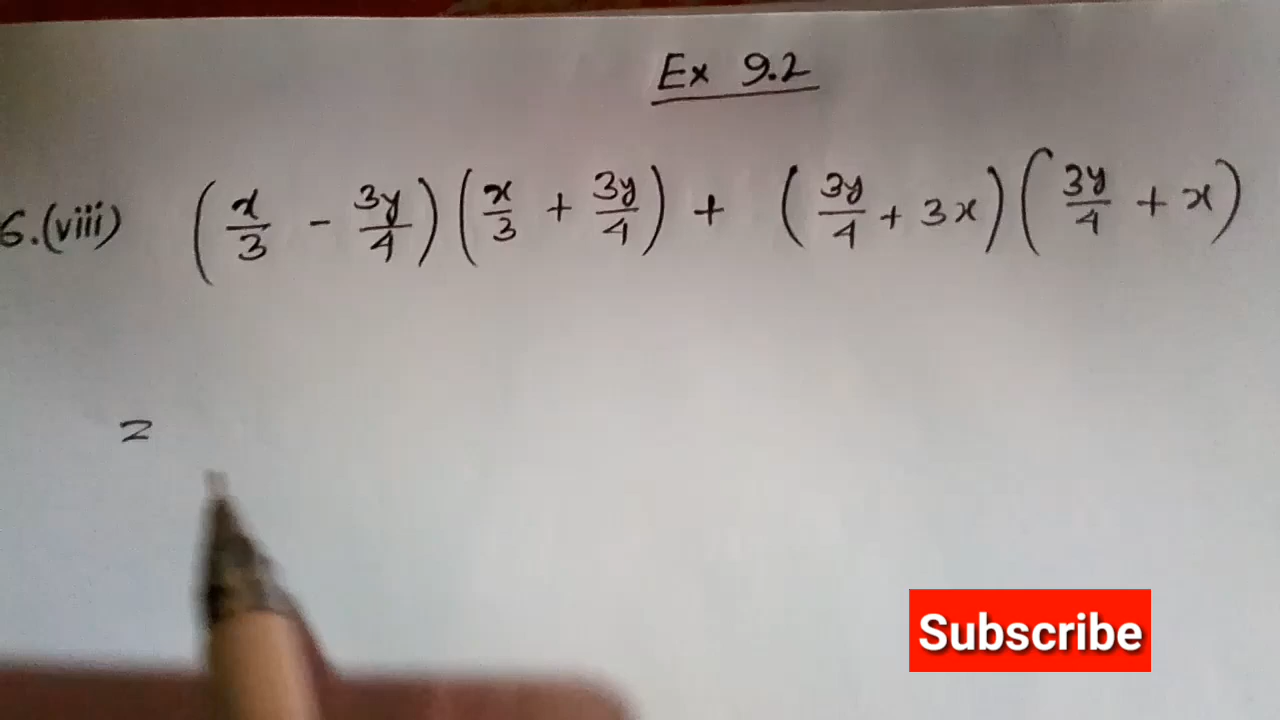 Ex 9.2
6.(viii) (x/3 - 3y/4)(x/3 + 3y/4) + (3y/4 + 3x)(3y/4 + x)
=
Subscribe